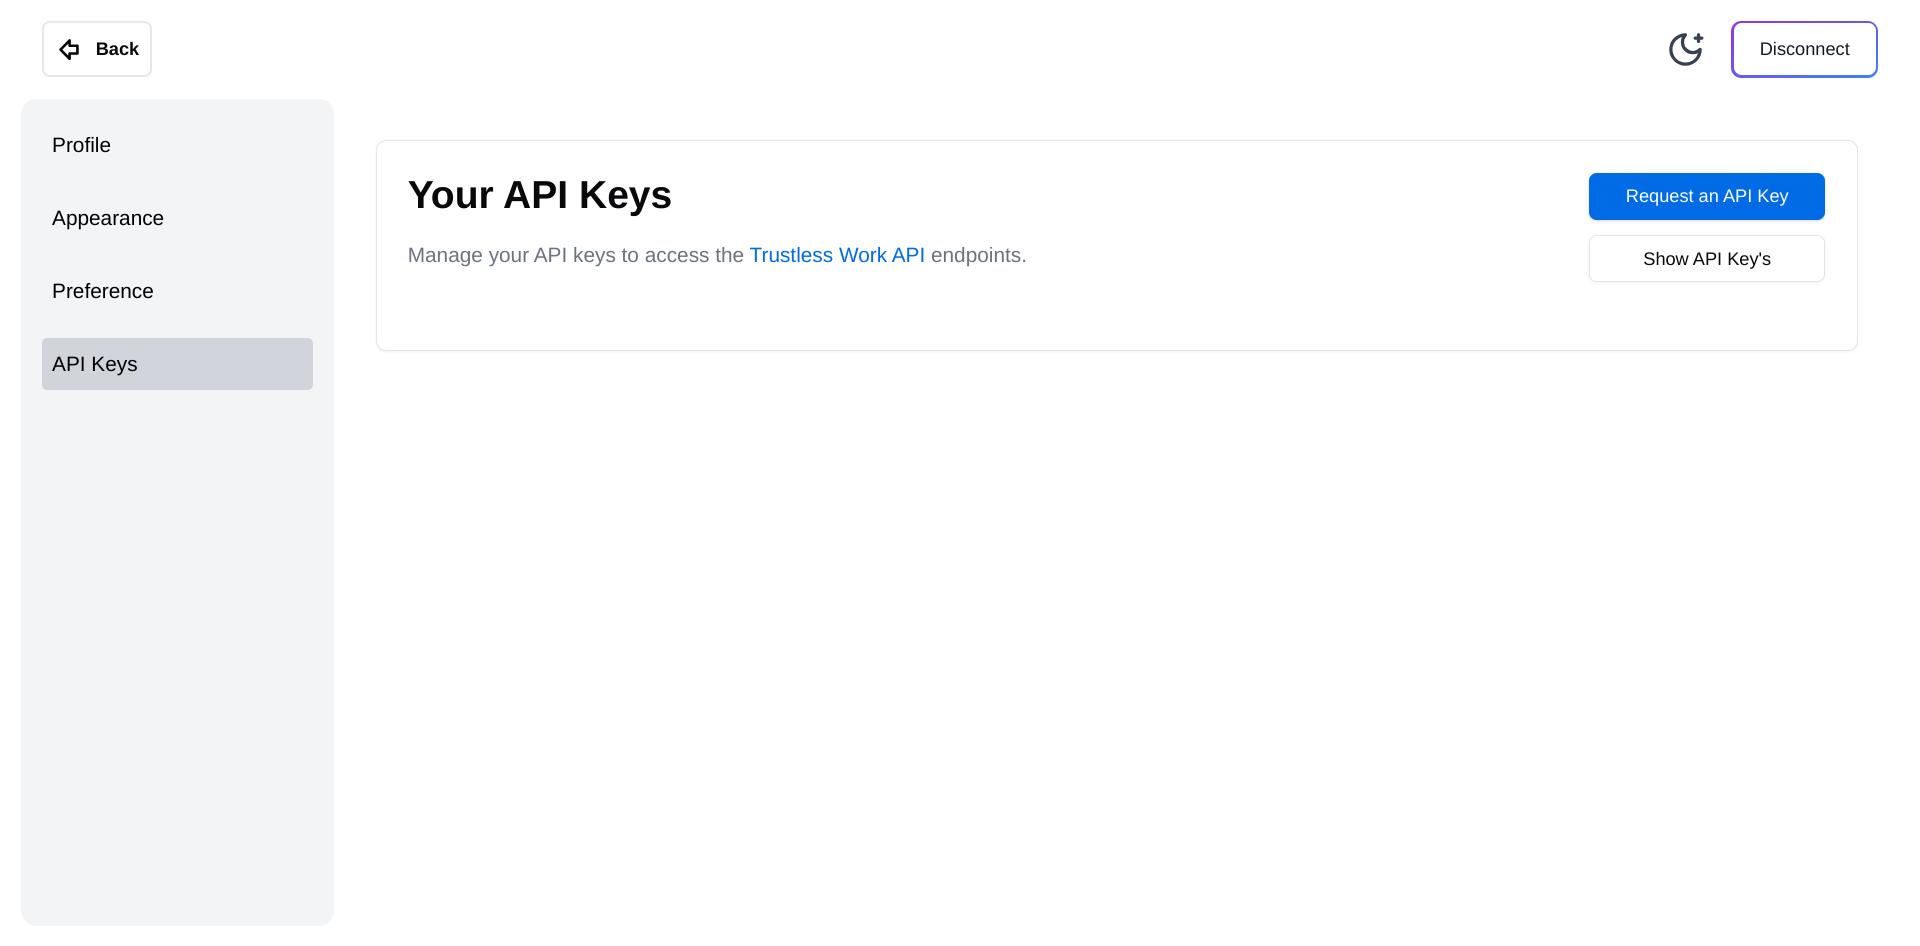 Back
Disconnect
Profile
Appearance
Preference
API Keys
Your API Keys
Manage your API keys to access the Trustless Work API endpoints.
Request an API Key
Show API Key's